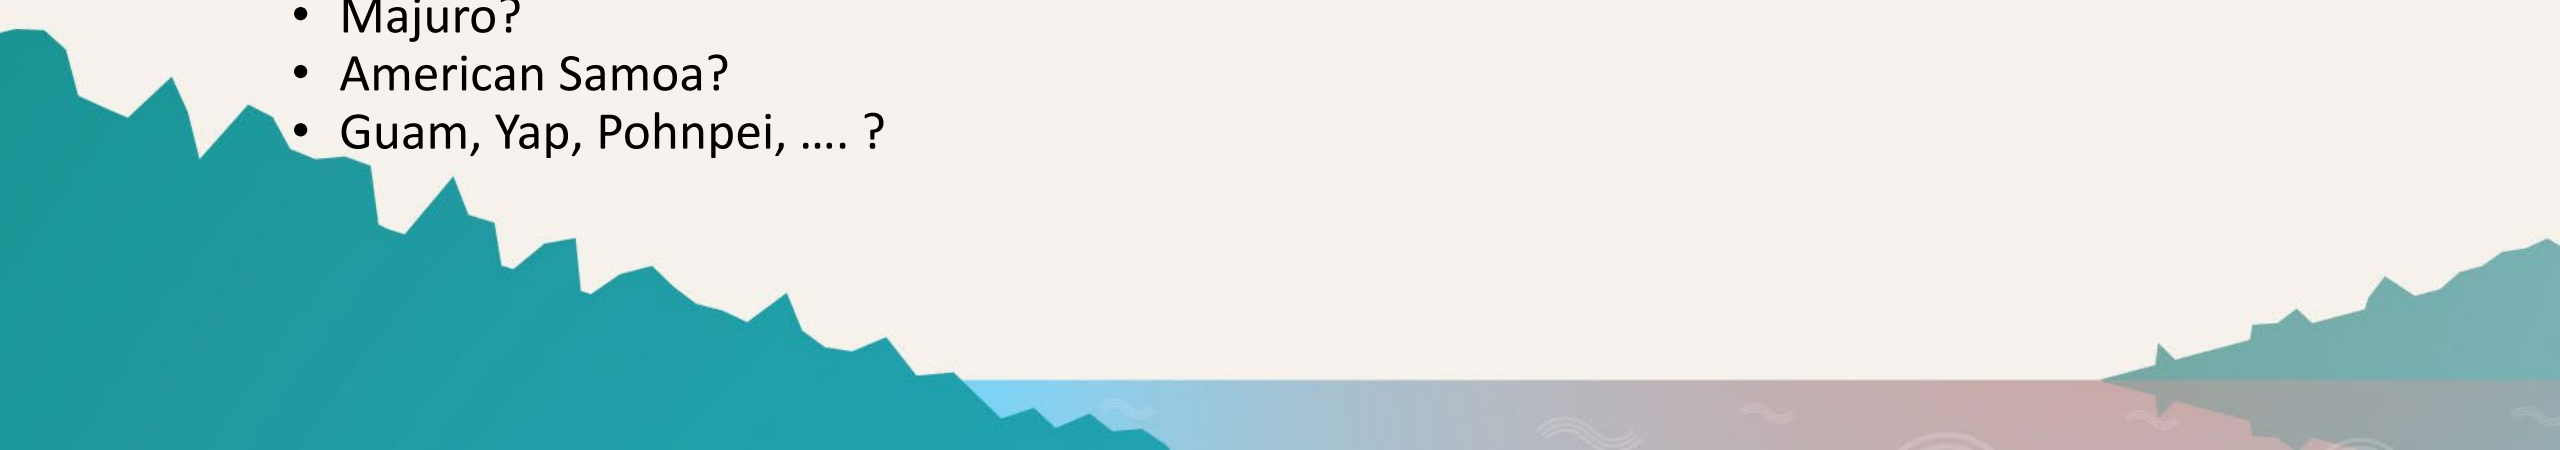 • Majuro?
• American Samoa?
• Guam, Yap, Pohnpei, .... ?